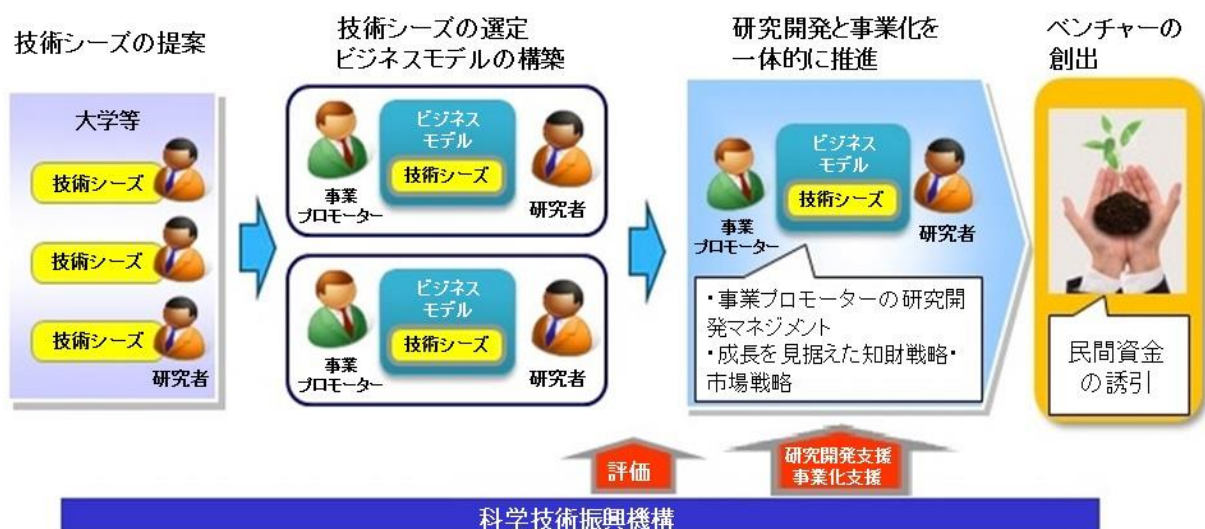 技術シーズの提案
大学等
技術シーズ
技術シーズ
技術シーズ
研究者
技術シーズの選定
ビジネスモデルの構築
ビジネス
モデル
技術シーズ
事業
プロモーター
研究者
ビジネス
モデル
技術シーズ
事業
プロモーター
研究者
研究開発と事業化を
一体的に推進
ビジネス
モデル
技術シーズ
事業
プロモーター
研究者
・事業プロモーターの研究開
発マネジメント
・成長を見据えた知財戦略・
市場戦略
ベンチャーの
創出
民間資金
の誘引
評価
研究開発支援
事業化支援
科学技術振興機構